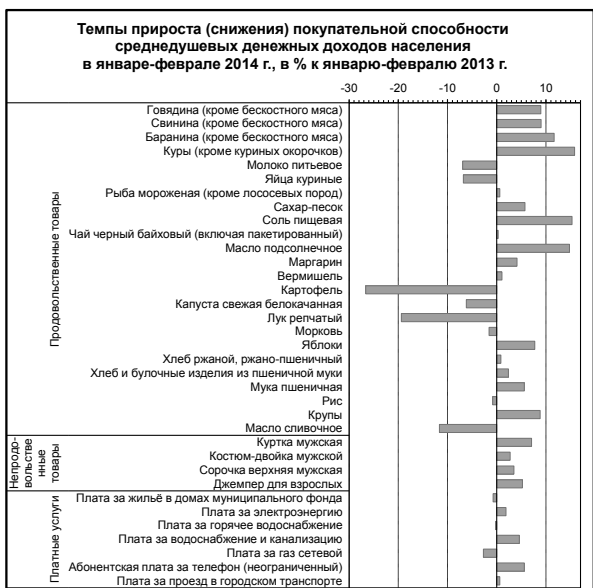 Темпы прироста (снижения) покупательной способности
среднедушевых денежных доходов населения
в январе-феврале 2014 г., в % к январю-февралю 2013 г.
-30 -20 -10 0 10
Продовольственные товары
Говядина (кроме бескостного мяса)
Свинина (кроме бескостного мяса)
Баранина (кроме бескостного мяса)
Куры (кроме куриных окорочков)
Молоко питьевое
Яйца куриные
Рыба мороженая (кроме лососевых пород)
Сахар-песок
Соль пищевая
Чай черный байховый (включая пакетированный)
Масло подсолнечное
Маргарин
Вермишель
Картофель
Капуста свежая белокачанная
Лук репчатый
Морковь
Яблоки
Хлеб ржаной, ржано-пшеничный
Хлеб и булочные изделия из пшеничной муки
Мука пшеничная
Рис
Крупы
Масло сливочное
Непродо-
вольстве
нные
товары
Куртка мужская
Костюм-двойка мужской
Сорочка верхняя мужская
Джемпер для взрослых
Платные услуги
Плата за жильё в домах муниципального фонда
Плата за электроэнергию
Плата за горячее водоснабжение
Плата за водоснабжение и канализацию
Плата за газ сетевой
Абонентская плата за телефон (неограниченный)
Плата за проезд в городском транспорте